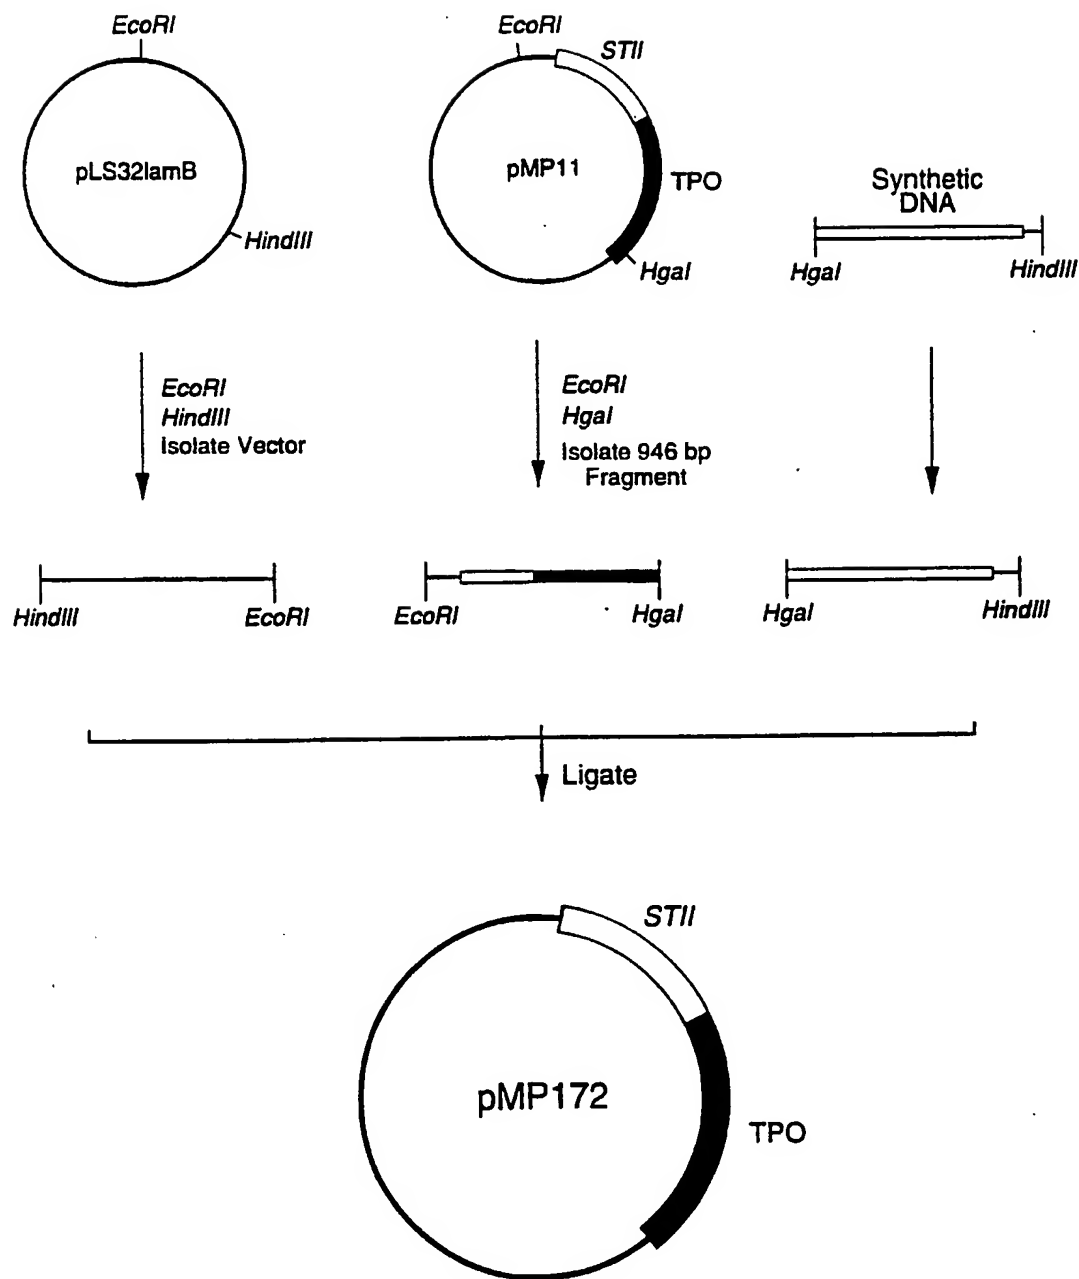 EcoRI
pLS32lamB
HindIII
EcoRI
STII
pMP11
TPO
HgaI
Synthetic
DNA
HgaI
HindIII
EcoRI
HindIII
Isolate Vector
EcoRI
HgaI
Isolate 946 bp
Fragment
HindIII
EcoRI
EcoRI
HgaI
HgaI
HindIII
Ligate
STII
pMP172
TPO